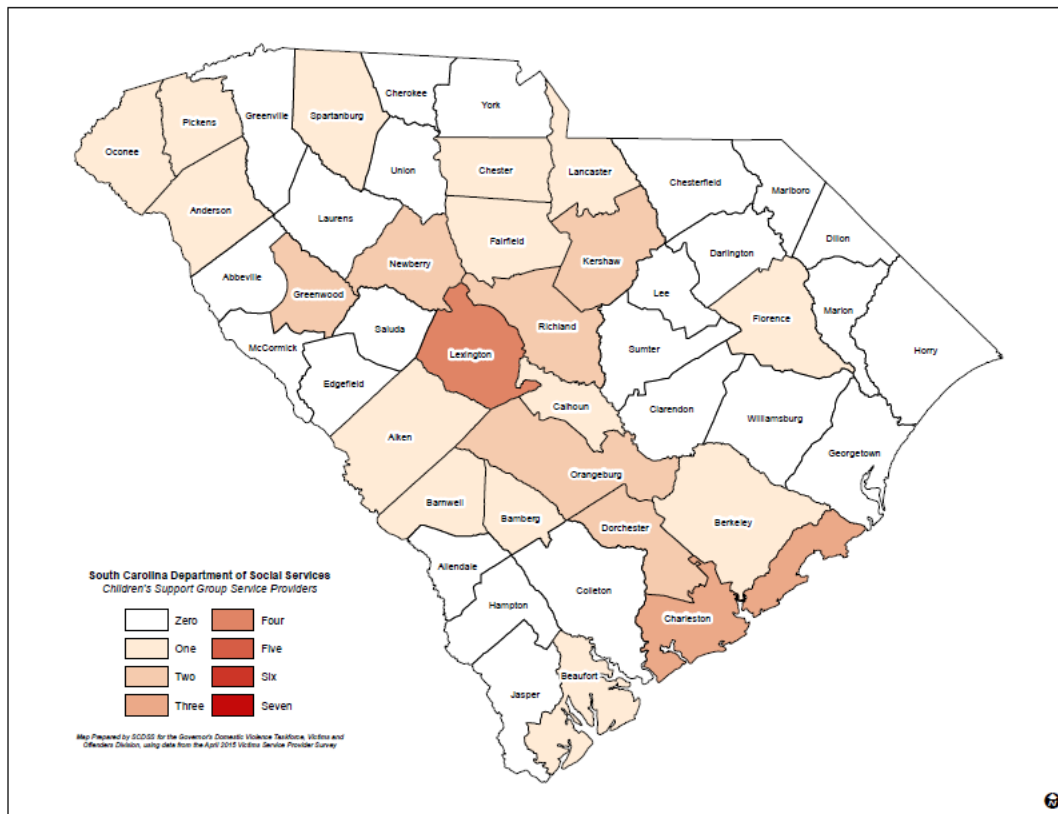 Cherokee
York
Greenville
Spartanburg
Pickens
Oconee
Union
Chester
Lancaster
Chesterfield
Marlboro
Anderson
Laurens
Fairfield
Darlington
Dillon
Newberry
Kershaw
Abbeville
Greenwood
Lee
Florence
Marion
Saluda
Richland
McCormick
Lexington
Sumter
Horry
Edgefield
Calhoun
Clarendon
Williamsburg
Aiken
Georgetown
Orangeburg
Barnwell
Bamberg
Dorchester
Berkeley
Allendale
Colleton
Hampton
Charleston
Beaufort
Jasper
South Carolina Department of Social Services
Children's Support Group Service Providers
Zero Four
One Five
Two Six
Three Seven
Map Prepared by SCDSS for the Governor's Domestic Violence Taskforce, Victims and
Offenders Division, using data from the April 2015 Victims Service Provider Survey